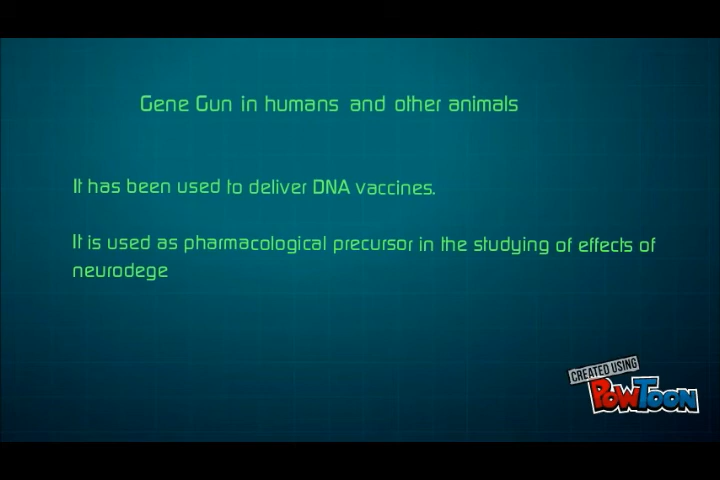 Gene Gun in humans and other animals
It has been used to deliver DNA vaccines.
It is used as pharmacological precursor in the studying of effects of
neurodege
CREATED USING
POWTOON